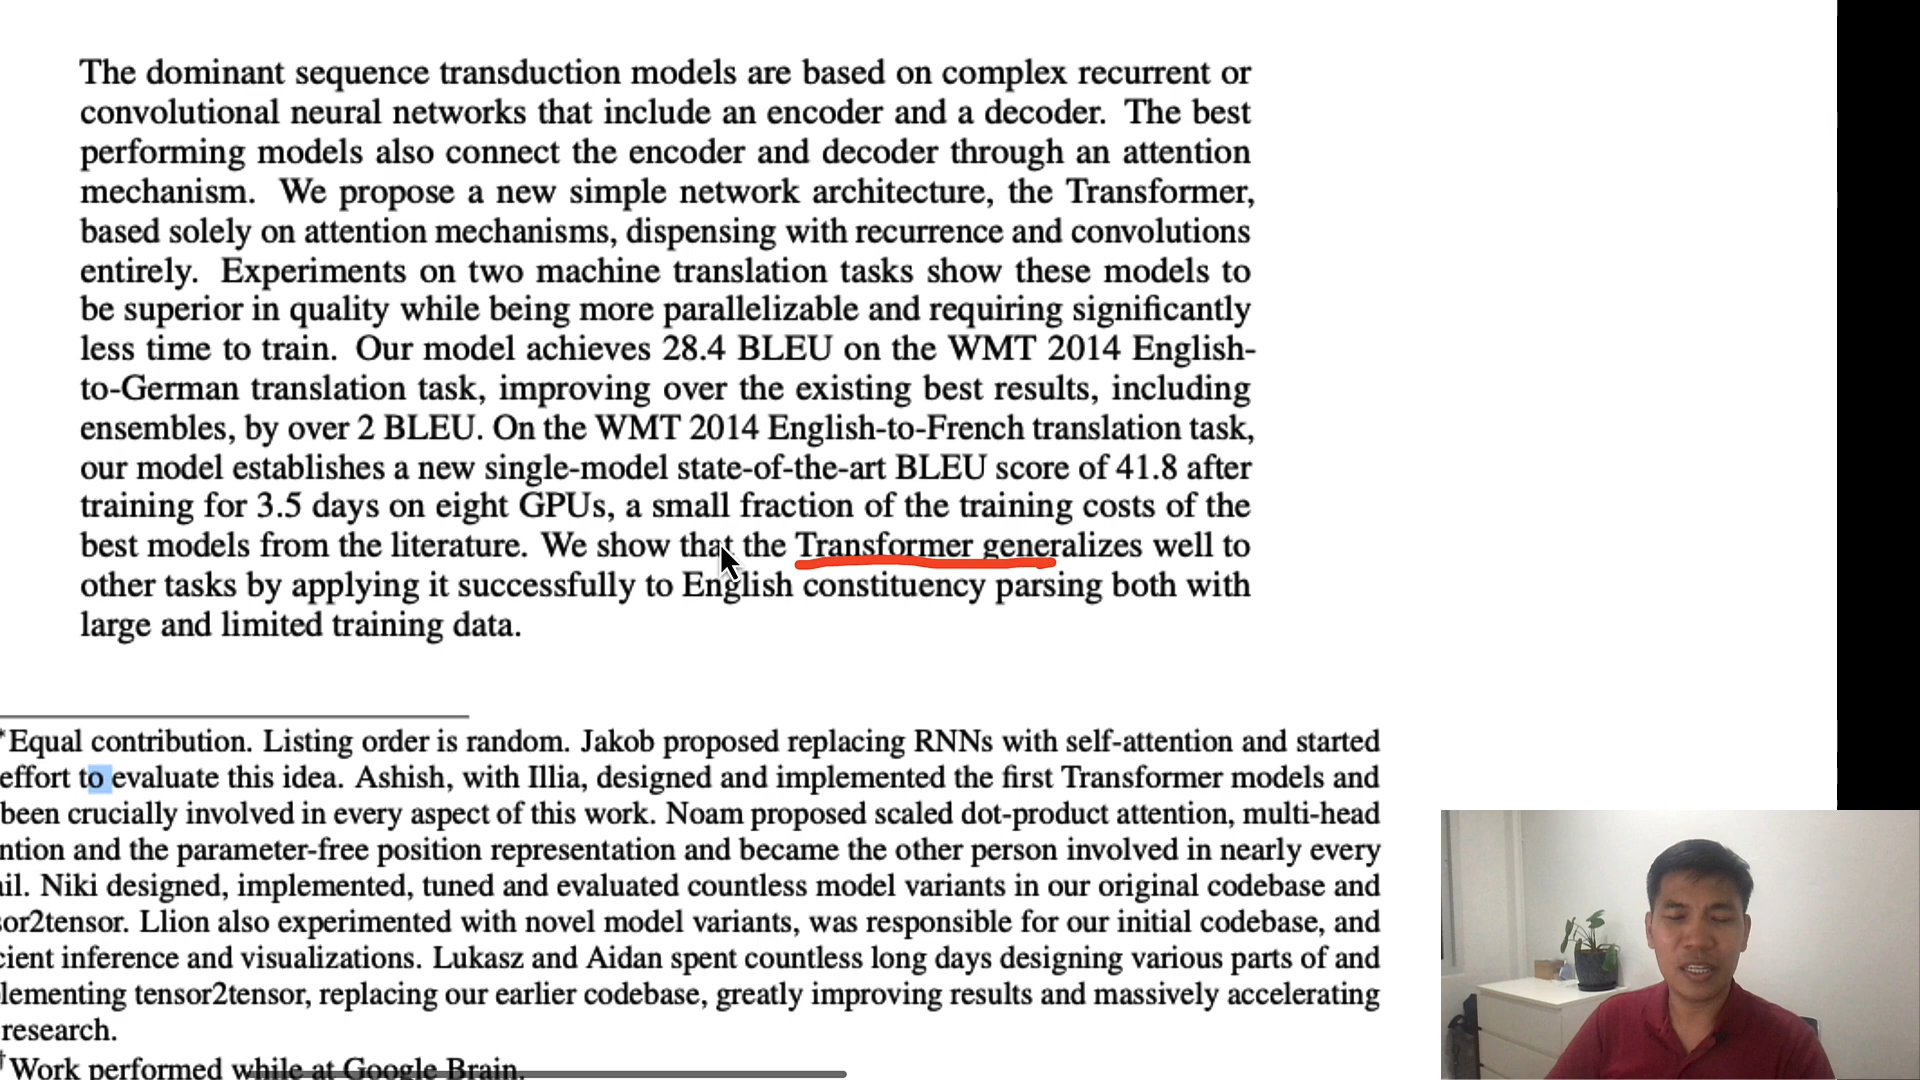 The dominant sequence transduction models are based on complex recurrent or
convolutional neural networks that include an encoder and a decoder. The best
performing models also connect the encoder and decoder through an attention
mechanism. We propose a new simple network architecture, the Transformer,
based solely on attention mechanisms, dispensing with recurrence and convolutions
entirely. Experiments on two machine translation tasks show these models to
be superior in quality while being more parallelizable and requiring significantly
less time to train. Our model achieves 28.4 BLEU on the WMT 2014 English-
to-German translation task, improving over the existing best results, including
ensembles, by over 2 BLEU. On the WMT 2014 English-to-French translation task,
our model establishes a new single-model state-of-the-art BLEU score of 41.8 after
training for 3.5 days on eight GPUs, a small fraction of the training costs of the
best models from the literature. We show that the Transformer generalizes well to
other tasks by applying it successfully to English constituency parsing both with
large and limited training data.
*Equal contribution. Listing order is random. Jakob proposed replacing RNNs with self-attention and started
effort to evaluate this idea. Ashish, with Illia, designed and implemented the first Transformer models and
been crucially involved in every aspect of this work. Noam proposed scaled dot-product attention, multi-head
ntion and the parameter-free position representation and became the other person involved in nearly every
il. Niki designed, implemented, tuned and evaluated countless model variants in our original codebase and
or2tensor. Llion also experimented with novel model variants, was responsible for our initial codebase, and
cient inference and visualizations. Lukasz and Aidan spent countless long days designing various parts of and
lementing tensor2tensor, replacing our earlier codebase, greatly improving results and massively accelerating
research.
†Work performed while at Google Brain.